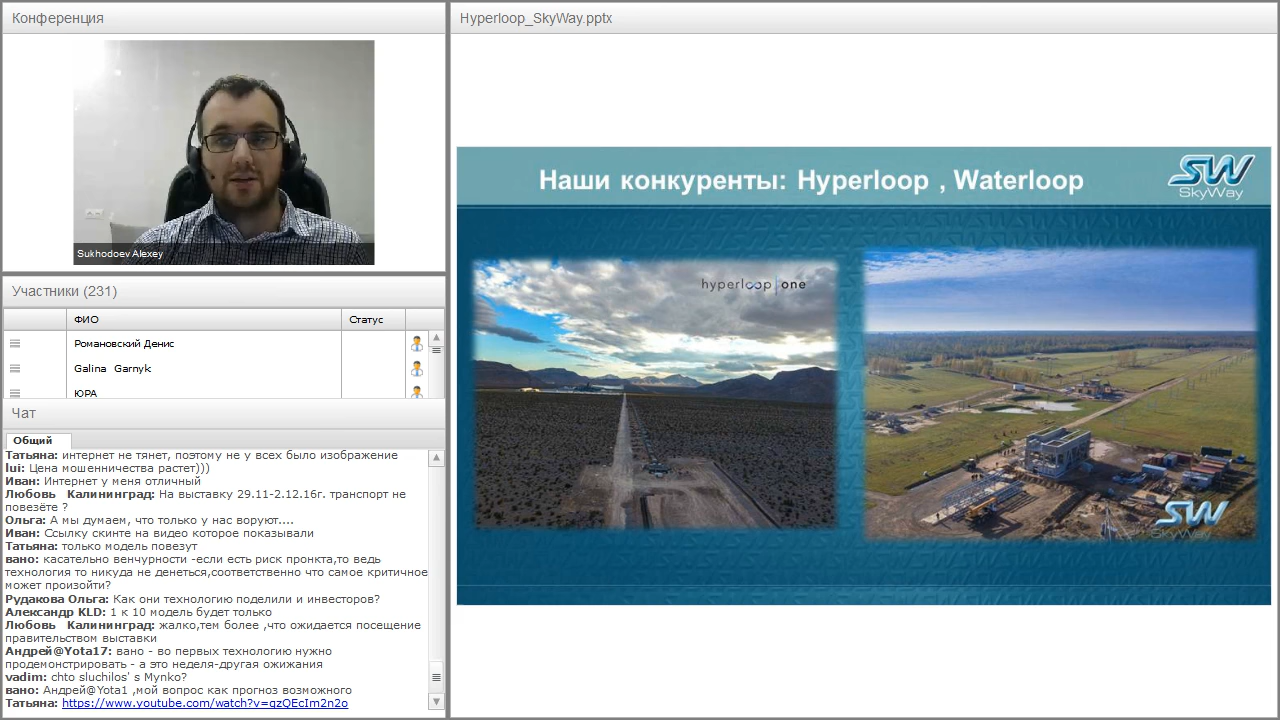 Конференция
Sukhodoev Alexey
Участники (231)
ФИО Статус
Романовский Денис
Galina Garnyk
ЮРА
Чат
Общий
Татьяна: интернет не тянет, поэтому не у всех было изображение
lui: Цена мошенничества растет)))
Иван: Интернет у меня отличный
Любовь Калининград: На выставку 29.11-2.12.16г. транспорт не
повезёте ?
Ольга: А мы думаем, что только у нас воруют....
Иван: Ссылку скинте на видео которое показывали
Татьяна: только модель повезут
вано: касательно венчурности -если есть риск пронкта,то ведь
технология то никуда не денеться,соответственно что самое критичное
может произойти?
Рудакова Ольга: Как они технологию поделили и инвесторов?
Александр KLD: 1 к 10 модель будет только
Любовь Калининград: жалко,тем более ,что ожидается посещение
правительством выставки
Андрей@Yota17: вано - во первых технологию нужно
продемонстрировать - а это неделя-другая ожижания
vadim: chto sluchilos' s Mynko?
вано: Андрей@Yota1 ,мой вопрос как прогноз возможного
Татьяна: https://www.youtube.com/watch?v=qzQEcIm2n2o
Hyperloop_SkyWay.pptx
Наши конкуренты: Hyperloop , Waterloop
SW
SkyWay
hyperloop one
SW
SkyWay